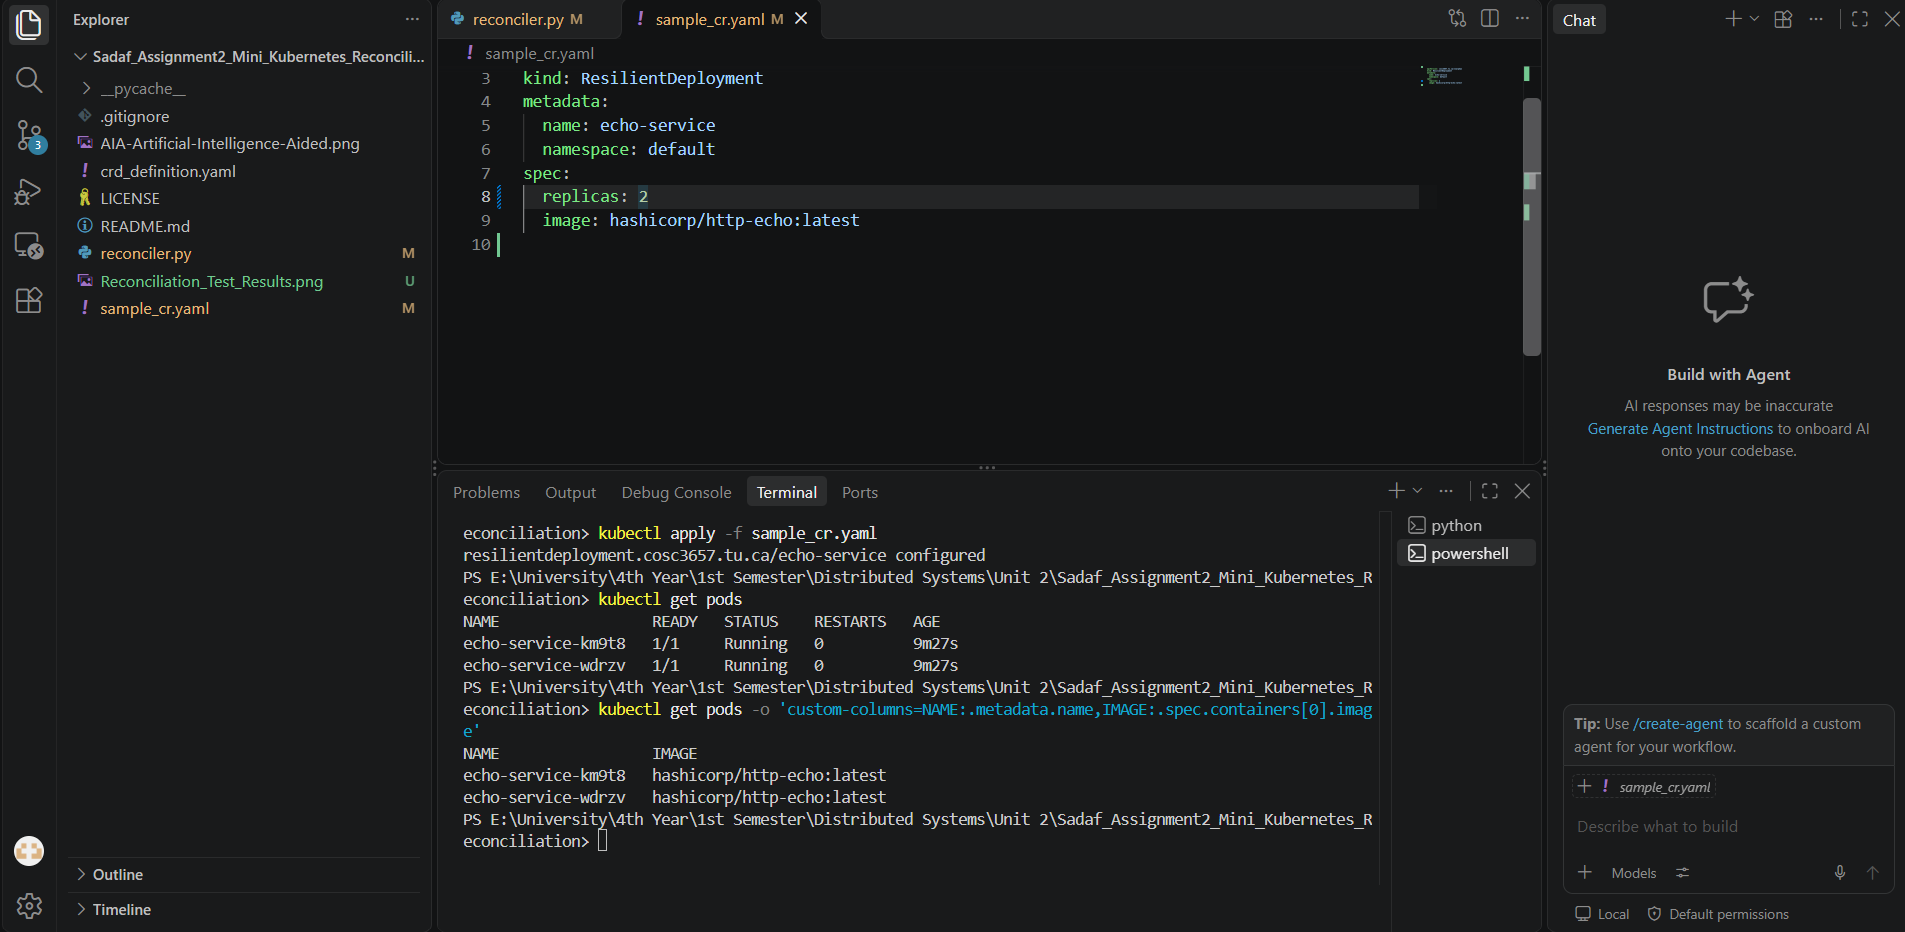 Explorer
Sadaf_Assignment2_Mini_Kubernetes_Reconcili...
__pycache__
.gitignore
AIA-Artificial-Intelligence-Aided.png
crd_definition.yaml
LICENSE
README.md
reconciler.py M
Reconciliation_Test_Results.png U
sample_cr.yaml M
3
Outline
Timeline
reconciler.py M
sample_cr.yaml M
sample_cr.yaml
3 kind: ResilientDeployment
4 metadata:
5 name: echo-service
6 namespace: default
7 spec:
8 replicas: 2
9 image: hashicorp/http-echo:latest
10
Problems Output Debug Console Terminal Ports
econciliation> kubectl apply -f sample_cr.yaml
resilientdeployment.cosc3657.tu.ca/echo-service configured
PS E:\University\4th Year\1st Semester\Distributed Systems\Unit 2\Sadaf_Assignment2_Mini_Kubernetes_R
econciliation> kubectl get pods
NAME READY STATUS RESTARTS AGE
echo-service-km9t8 1/1 Running 0 9m27s
echo-service-wdrzv 1/1 Running 0 9m27s
PS E:\University\4th Year\1st Semester\Distributed Systems\Unit 2\Sadaf_Assignment2_Mini_Kubernetes_R
econciliation> kubectl get pods -o 'custom-columns=NAME:.metadata.name,IMAGE:.spec.containers[0].imag
e'
NAME IMAGE
echo-service-km9t8 hashicorp/http-echo:latest
echo-service-wdrzv hashicorp/http-echo:latest
PS E:\University\4th Year\1st Semester\Distributed Systems\Unit 2\Sadaf_Assignment2_Mini_Kubernetes_R
econciliation>
python
powershell
Chat
Build with Agent
AI responses may be inaccurate
Generate Agent Instructions to onboard AI
onto your codebase.
Tip: Use /create-agent to scaffold a custom
agent for your workflow.
sample_cr.yaml
Describe what to build
Models
Local Default permissions